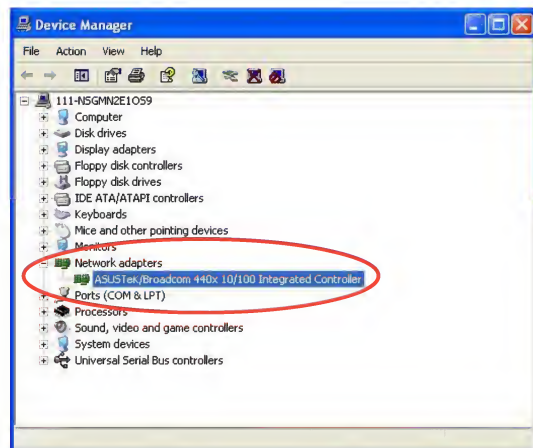 Device Manager
File Action View Help
111-N5GMN2E1OS9
Computer
Disk drives
Display adapters
Floppy disk controllers
Floppy disk drives
IDE ATA/ATAPI controllers
Keyboards
Mice and other pointing devices
Monitors
Network adapters
ASUSTeK/Broadcom 440x 10/100 Integrated Controller
Ports (COM & LPT)
Processors
Sound, video and game controllers
System devices
Universal Serial Bus controllers